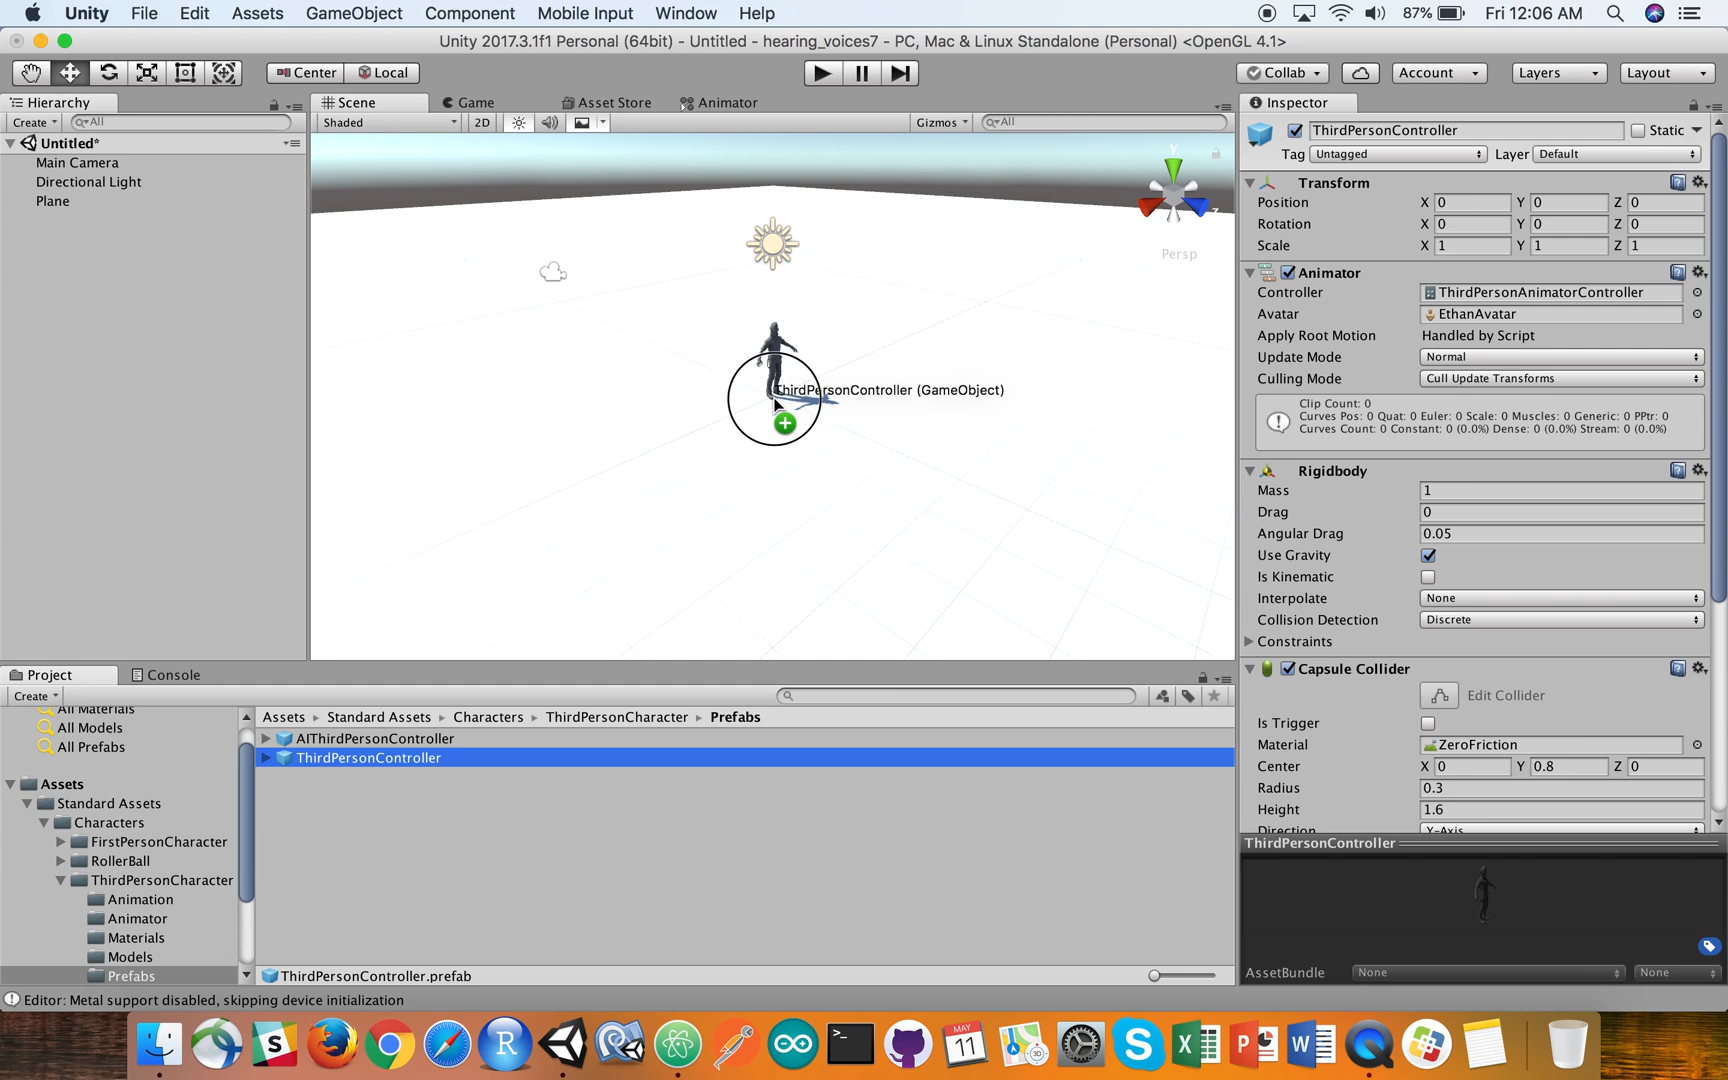 Unity File Edit Assets GameObject Component Mobile Input Window Help 87% Fri 12:06 AM
Unity 2017.3.1f1 Personal (64bit) - Untitled - hearing_voices7 - PC, Mac & Linux Standalone (Personal) <OpenGL 4.1>
Center Local Collab Account Layers Layout
Hierarchy
Create All
Untitled*
Main Camera
Directional Light
Plane
Scene Game Asset Store Animator
Shaded 2D Gizmos All
y
z
Persp
ThirdPersonController (GameObject)
Inspector
ThirdPersonController Static
Tag Untagged Layer Default
Transform
Position X 0 Y 0 Z 0
Rotation X 0 Y 0 Z 0
Scale X 1 Y 1 Z 1
Animator
Controller ThirdPersonAnimatorController
Avatar EthanAvatar
Apply Root Motion Handled by Script
Update Mode Normal
Culling Mode Cull Update Transforms
Clip Count: 0
Curves Pos: 0 Quat: 0 Euler: 0 Scale: 0 Muscles: 0 Generic: 0 PPtr: 0
Curves Count: 0 Constant: 0 (0.0%) Dense: 0 (0.0%) Stream: 0 (0.0%)
Rigidbody
Mass 1
Drag 0
Angular Drag 0.05
Use Gravity
Is Kinematic
Interpolate None
Collision Detection Discrete
Constraints
Capsule Collider
Edit Collider
Is Trigger
Material ZeroFriction
Center X 0 Y 0.8 Z 0
Radius 0.3
Height 1.6
Direction Y-Axis
ThirdPersonController
AssetBundle None None
Project Console
Create
All Materials
All Models
All Prefabs
Assets
Standard Assets
Characters
FirstPersonCharacter
RollerBall
ThirdPersonCharacter
Animation
Animator
Materials
Models
Prefabs
Assets Standard Assets Characters ThirdPersonCharacter Prefabs
AIThirdPersonController
ThirdPersonController
ThirdPersonController.prefab
Editor: Metal support disabled, skipping device initialization
S R >_ MAY 11 3D S X P W Q